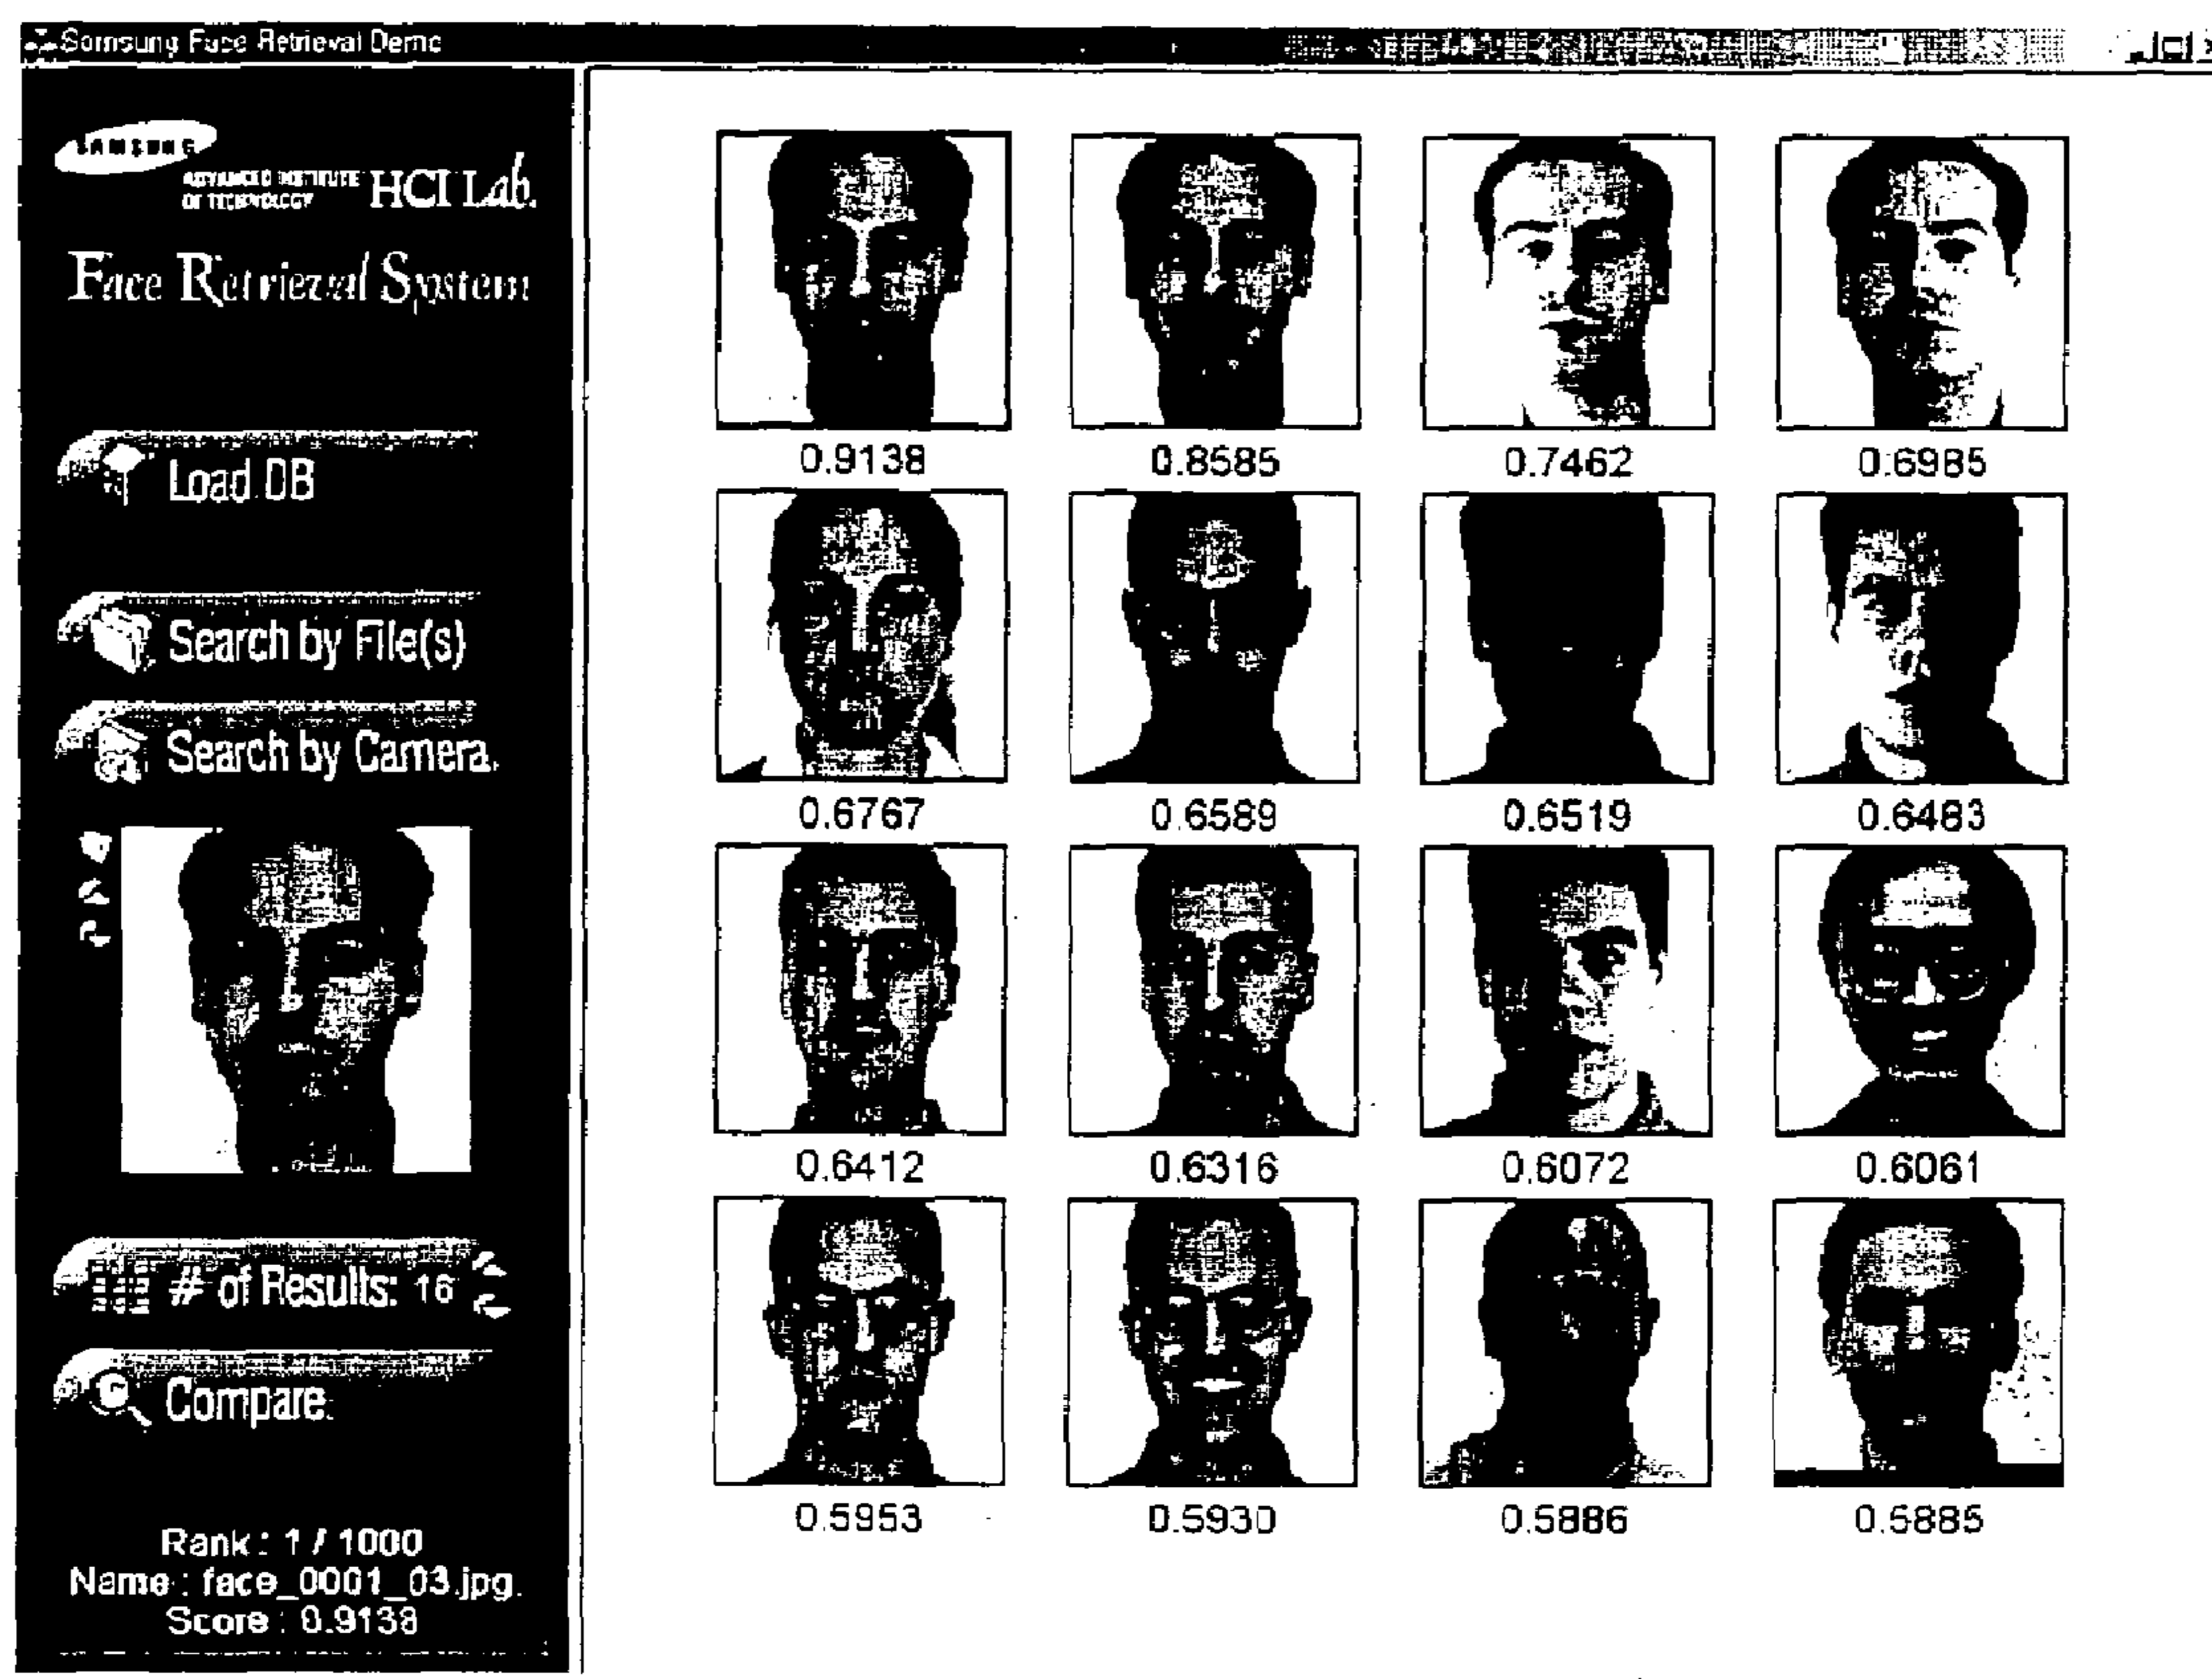 Samsung Face Retrieval Demo
SAMSUNG
ADVANCED INSTITUTE
OF TECHNOLOGY
HCI Lab.
Face Retrieval System
Load DB
Search by File(s)
Search by Camera
# of Results: 16
Compare
Rank : 1 / 1000
Name : face_0001_03.jpg
Score : 0.9138
0.9138 0.8585 0.7462 0.6985
0.6767 0.6589 0.6519 0.6483
0.6412 0.6316 0.6072 0.6061
0.5953 0.5930 0.5886 0.5885